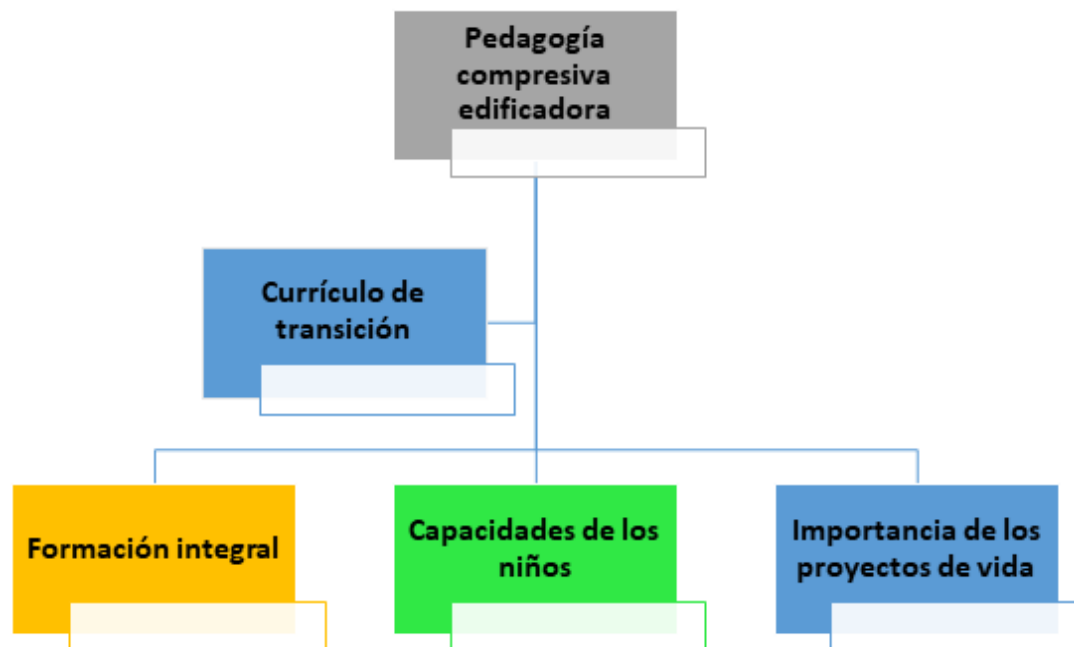 Pedagogía
compresiva
edificadora
Currículo de
transición
Formación integral
Capacidades de los
niños
Importancia de los
proyectos de vida